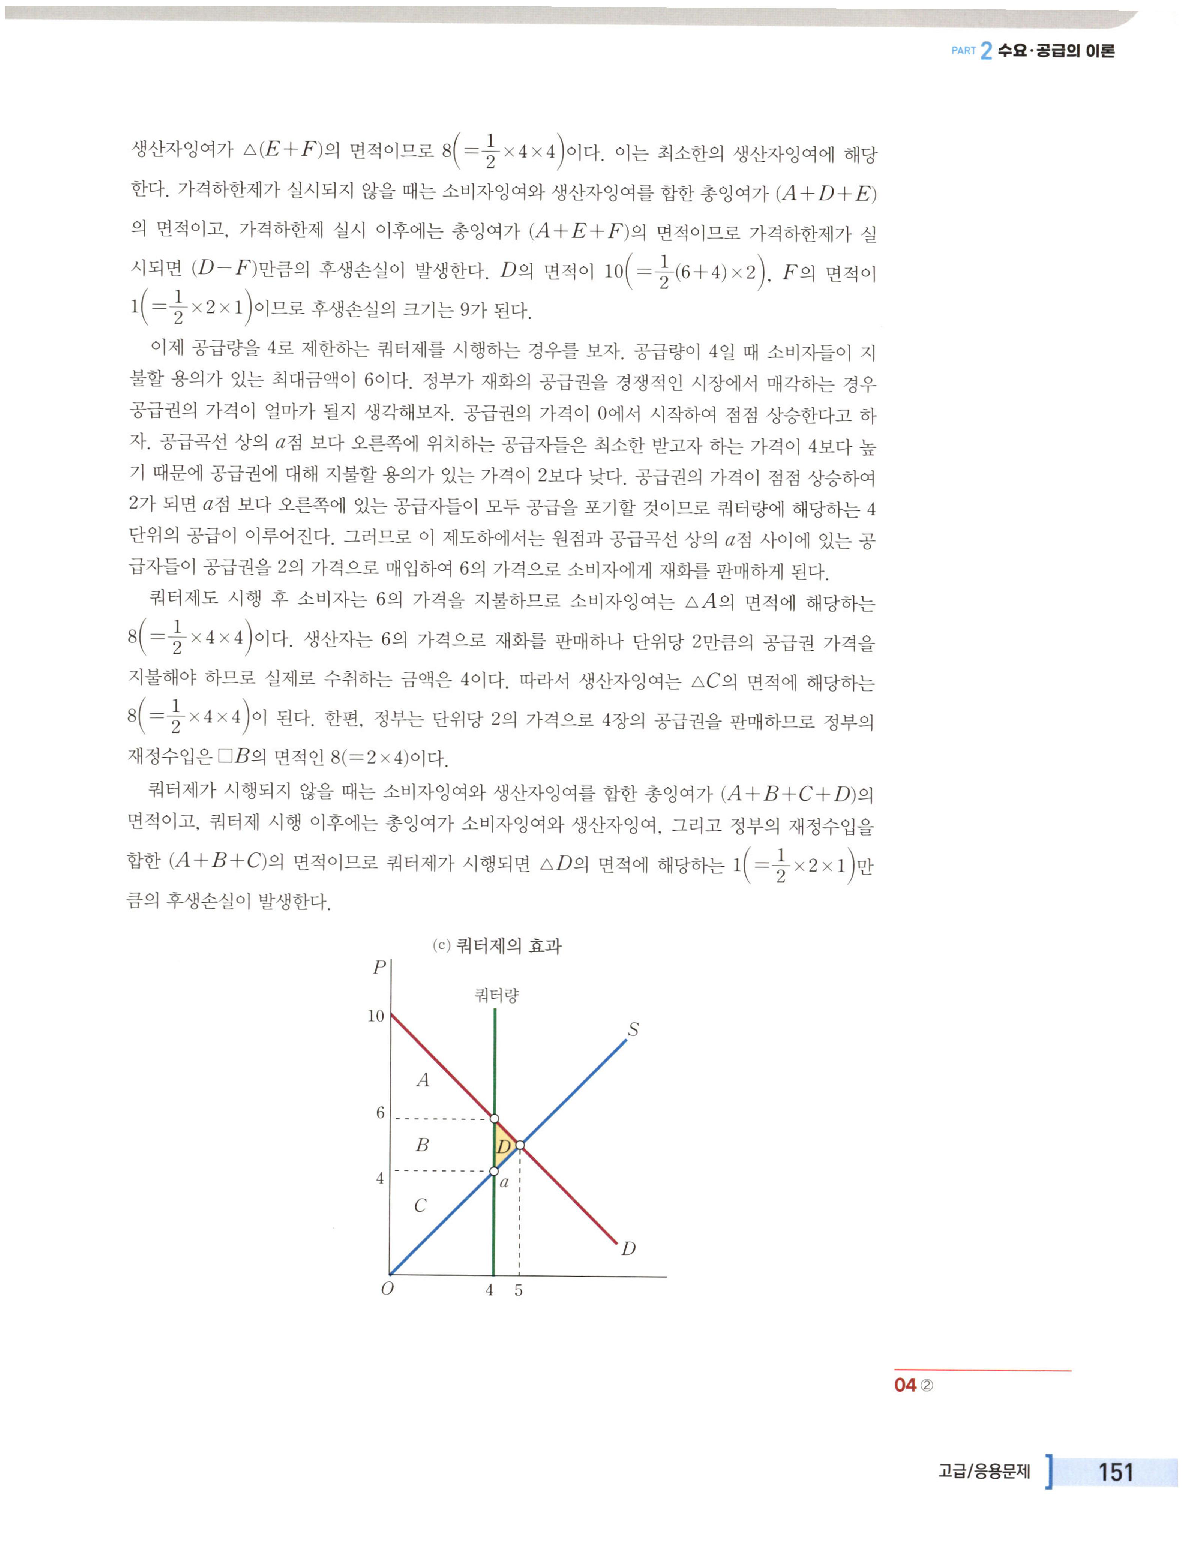 PART 2 수요·공급의 이론
생산자잉여가 △(E+F)의 면적이므로 8(=1/2×4×4)이다. 이는 최소한의 생산자잉여에 해당
한다. 가격하한제가 실시되지 않을 때는 소비자잉여와 생산자잉여를 합한 총잉여가 (A+D+E)
의 면적이고, 가격하한제 실시 이후에는 총잉여가 (A+E+F)의 면적이므로 가격하한제가 실
시되면 (D-F)만큼의 후생손실이 발생한다. D의 면적이 10(=1/2(6+4)×2), F의 면적이
1(=1/2×2×1)이므로 후생손실의 크기는 9가 된다.
이제 공급량을 4로 제한하는 쿼터제를 시행하는 경우를 보자. 공급량이 4일 때 소비자들이 지
불할 용의가 있는 최대금액이 6이다. 정부가 재화의 공급권을 경쟁적인 시장에서 매각하는 경우
공급권의 가격이 얼마가 될지 생각해보자. 공급권의 가격이 0에서 시작하여 점점 상승한다고 하
자. 공급곡선 상의 a점 보다 오른쪽에 위치하는 공급자들은 최소한 받고자 하는 가격이 4보다 높
기 때문에 공급권에 대해 지불할 용의가 있는 가격이 2보다 낮다. 공급권의 가격이 점점 상승하여
2가 되면 a점 보다 오른쪽에 있는 공급자들이 모두 공급을 포기할 것이므로 쿼터량에 해당하는 4
단위의 공급이 이루어진다. 그러므로 이 제도하에서는 원점과 공급곡선 상의 a점 사이에 있는 공
급자들이 공급권을 2의 가격으로 매입하여 6의 가격으로 소비자에게 재화를 판매하게 된다.
쿼터제도 시행 후 소비자는 6의 가격을 지불하므로 소비자잉여는 △A의 면적에 해당하는
8(=1/2×4×4)이다. 생산자는 6의 가격으로 재화를 판매하나 단위당 2만큼의 공급권 가격을
지불해야 하므로 실제로 수취하는 금액은 4이다. 따라서 생산자잉여는 △C의 면적에 해당하는
8(=1/2×4×4)이 된다. 한편, 정부는 단위당 2의 가격으로 4장의 공급권을 판매하므로 정부의
재정수입은 □B의 면적인 8(=2×4)이다.
쿼터제가 시행되지 않을 때는 소비자잉여와 생산자잉여를 합한 총잉여가 (A+B+C+D)의
면적이고, 쿼터제 시행 이후에는 총잉여가 소비자잉여와 생산자잉여, 그리고 정부의 재정수입을
합한 (A+B+C)의 면적이므로 쿼터제가 시행되면 △D의 면적에 해당하는 1(=1/2×2×1)만
큼의 후생손실이 발생한다.
(c) 쿼터제의 효과
P
쿼터량
10
S
A
6
B
D
4
a
C
D
O
4 5
04 ②
고급/응용문제 151